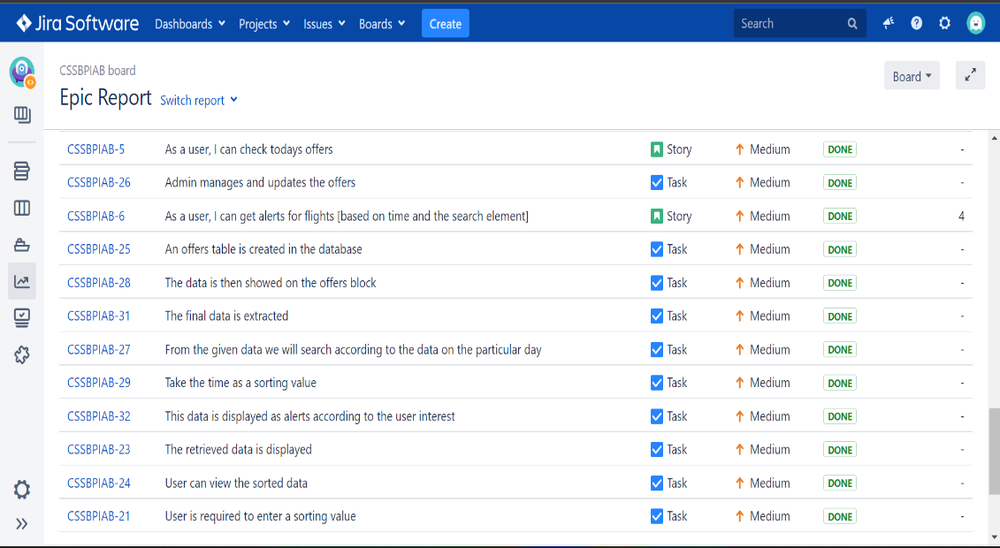 Jira Software Dashboards Projects Issues Boards Create Search
CSSBPIAB board
Epic Report Switch report Board
CSSBPIAB-5 As a user, I can check todays offers Story Medium DONE -
CSSBPIAB-26 Admin manages and updates the offers Task Medium DONE -
CSSBPIAB-6 As a user, I can get alerts for flights [based on time and the search element] Story Medium DONE 4
CSSBPIAB-25 An offers table is created in the database Task Medium DONE -
CSSBPIAB-28 The data is then showed on the offers block Task Medium DONE -
CSSBPIAB-31 The final data is extracted Task Medium DONE -
CSSBPIAB-27 From the given data we will search according to the data on the particular day Task Medium DONE -
CSSBPIAB-29 Take the time as a sorting value Task Medium DONE -
CSSBPIAB-32 This data is displayed as alerts according to the user interest Task Medium DONE -
CSSBPIAB-23 The retrieved data is displayed Task Medium DONE -
CSSBPIAB-24 User can view the sorted data Task Medium DONE -
CSSBPIAB-21 User is required to enter a sorting value Task Medium DONE -